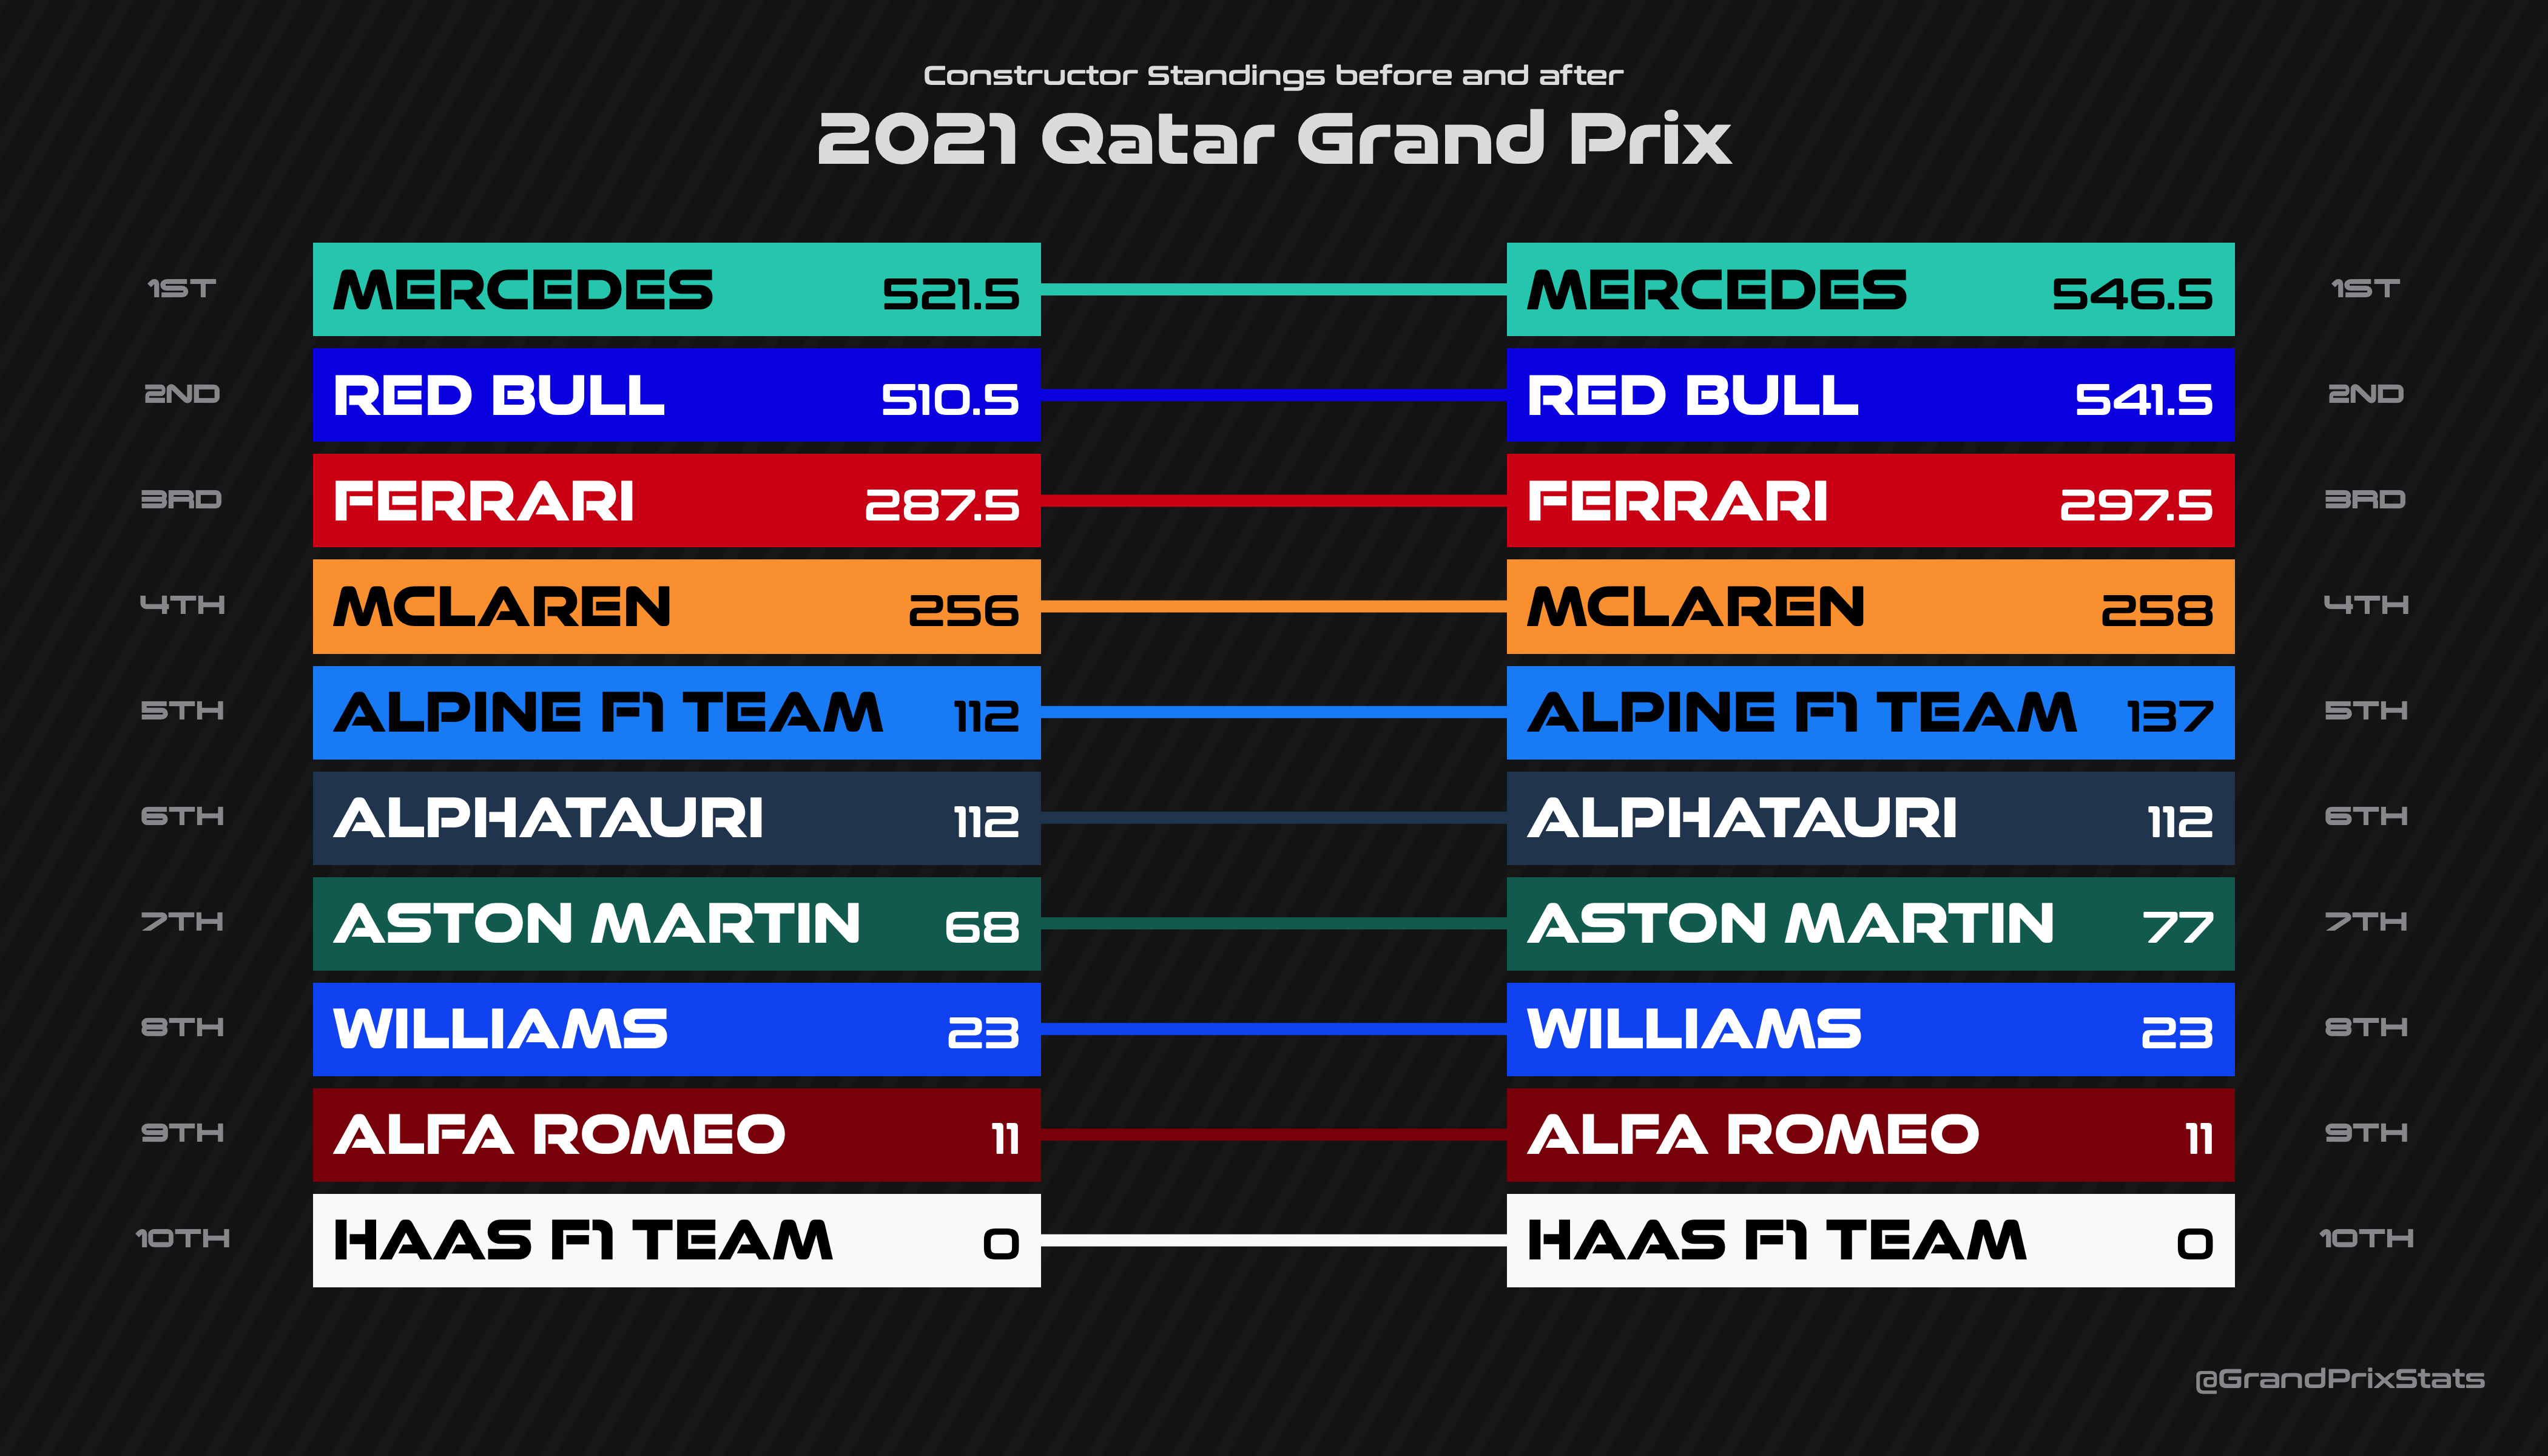 Constructor Standings before and after
2021 Qatar Grand Prix
1ST MERCEDES 521.5 MERCEDES 546.5 1ST
2ND RED BULL 510.5 RED BULL 541.5 2ND
3RD FERRARI 287.5 FERRARI 297.5 3RD
4TH MCLAREN 256 MCLAREN 258 4TH
5TH ALPINE F1 TEAM 112 ALPINE F1 TEAM 137 5TH
6TH ALPHATAURI 112 ALPHATAURI 112 6TH
7TH ASTON MARTIN 68 ASTON MARTIN 77 7TH
8TH WILLIAMS 23 WILLIAMS 23 8TH
9TH ALFA ROMEO 11 ALFA ROMEO 11 9TH
10TH HAAS F1 TEAM 0 HAAS F1 TEAM 0 10TH
@GrandPrixStats